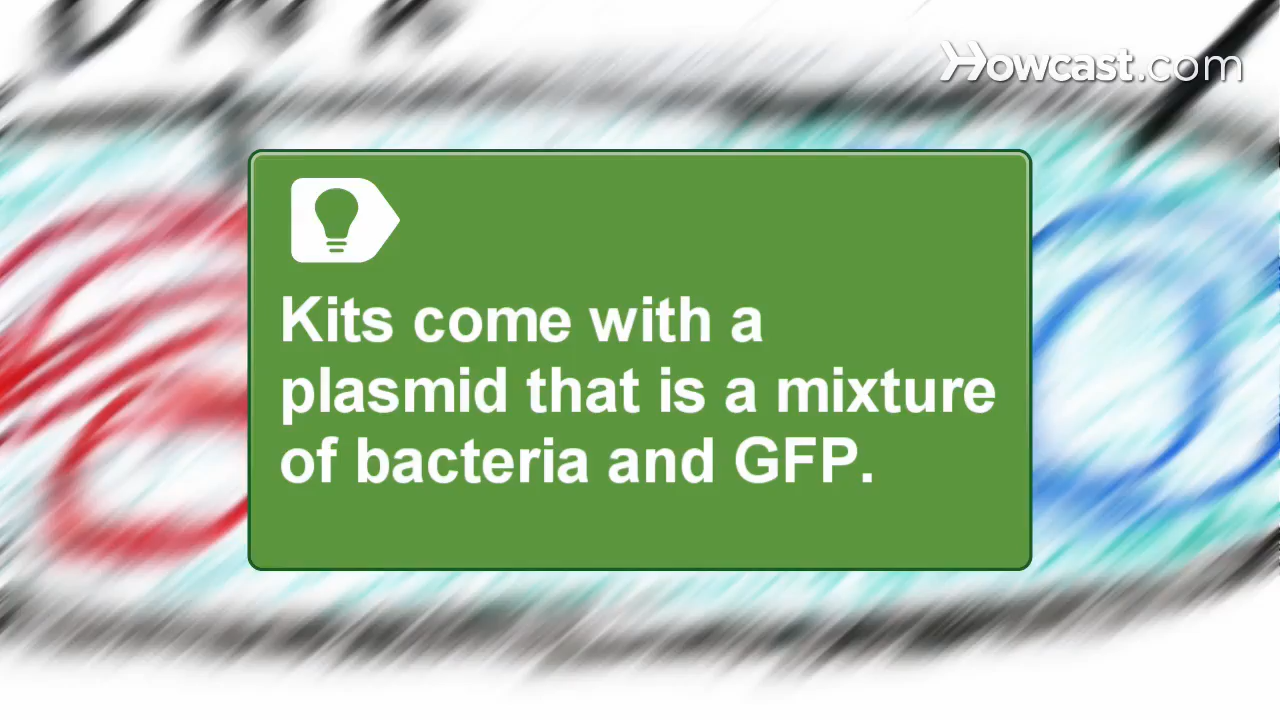 Howcast.com
Kits come with a
plasmid that is a mixture
of bacteria and GFP.